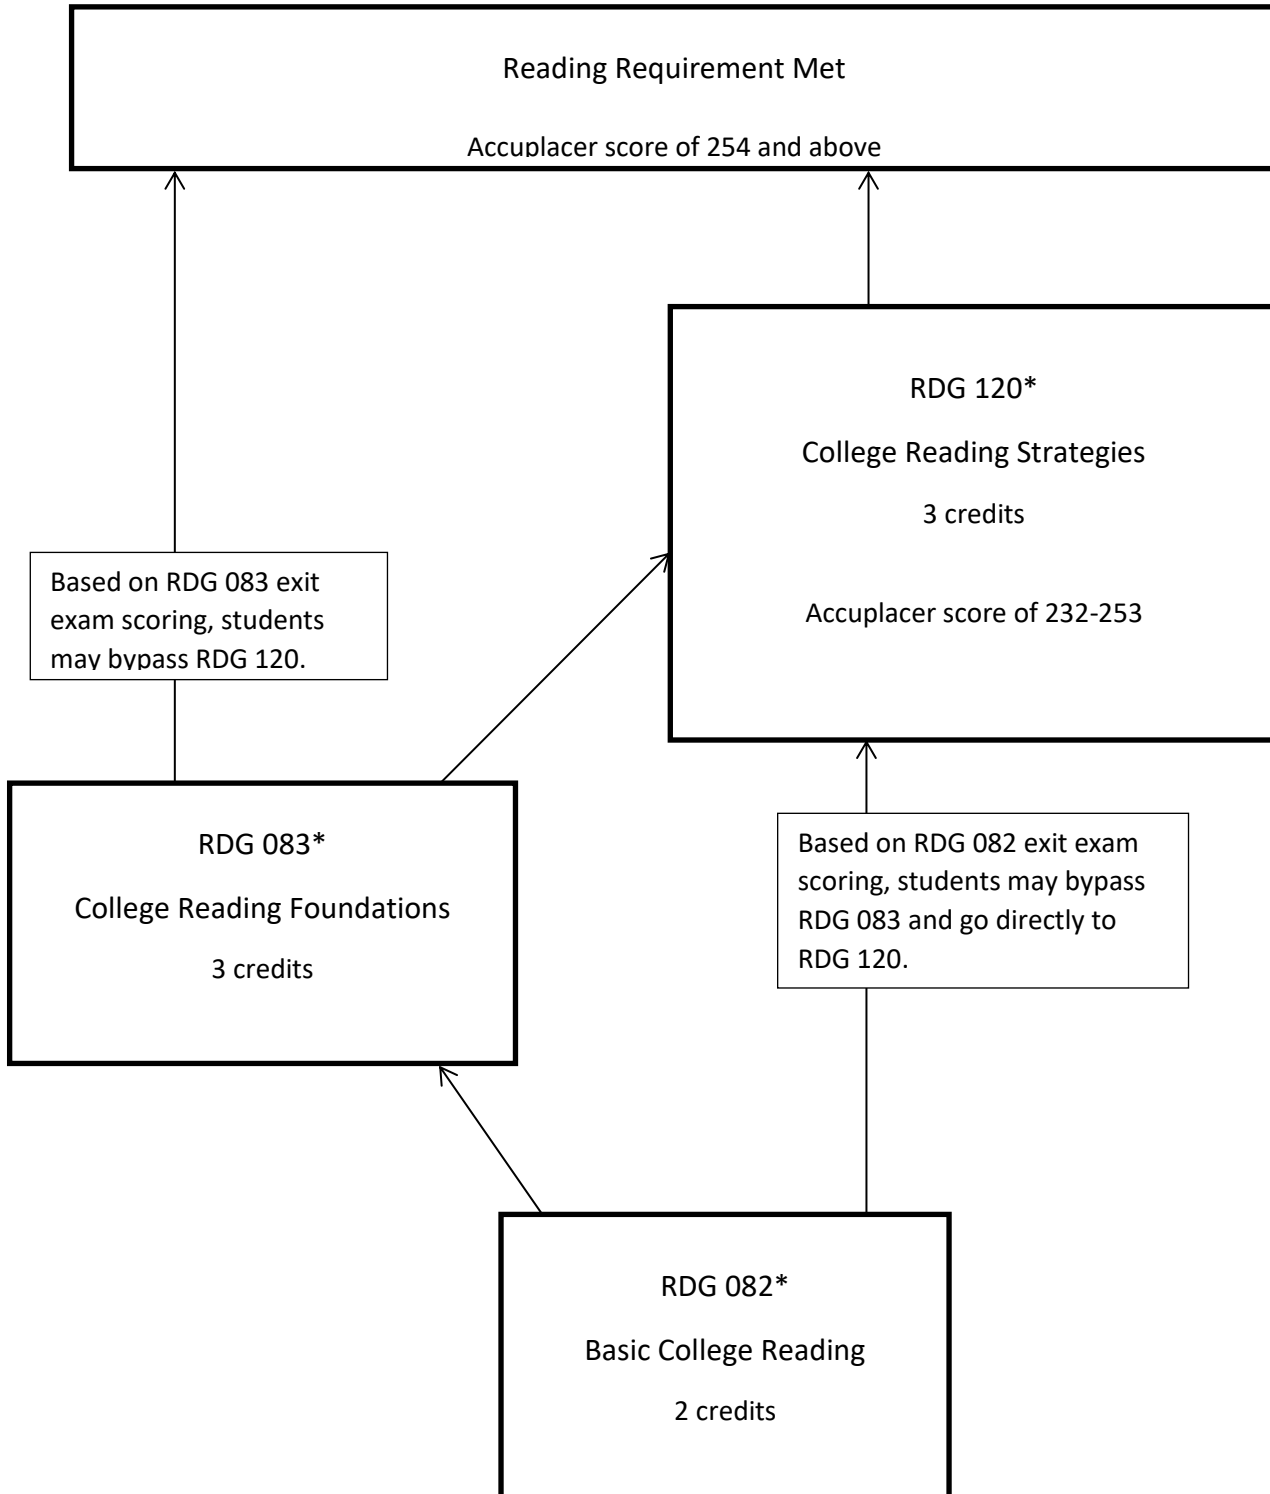 Reading Requirement Met
Accuplacer score of 254 and above
RDG 120*
College Reading Strategies
3 credits
Accuplacer score of 232-253
Based on RDG 083 exit
exam scoring, students
may bypass RDG 120.
RDG 083*
College Reading Foundations
3 credits
Based on RDG 082 exit exam
scoring, students may bypass
RDG 083 and go directly to
RDG 120.
RDG 082*
Basic College Reading
2 credits